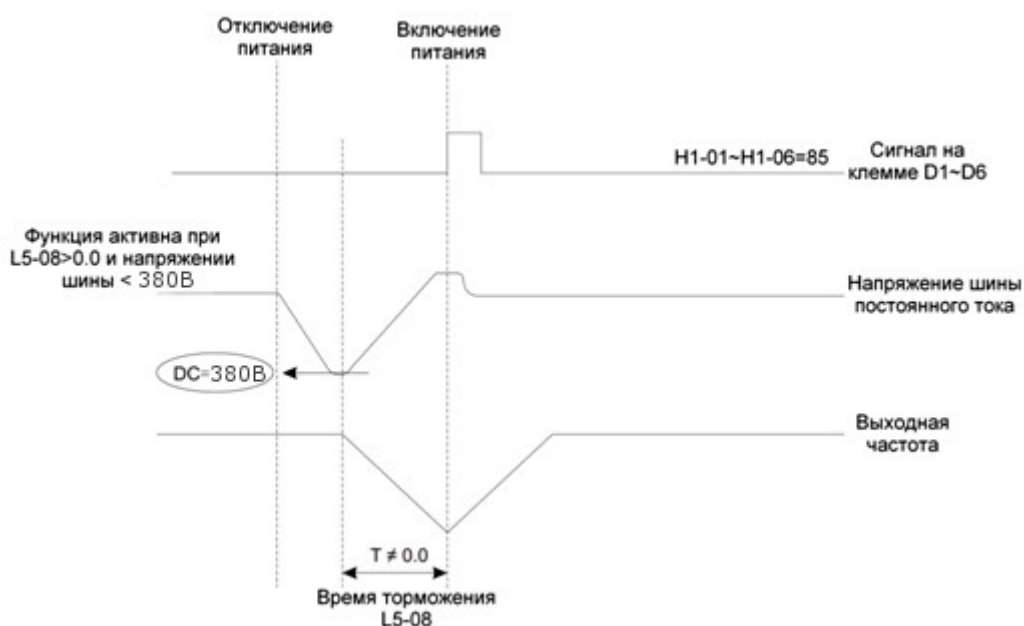 Отключение
питания
Включение
питания
H1-01~H1-06=85
Сигнал на
клемме D1~D6
Функция активна при
L5-08>0.0 и напряжении
шины < 380В
Напряжение шины
постоянного тока
DC=380В
Выходная
частота
T ≠ 0.0
Время торможения
L5-08